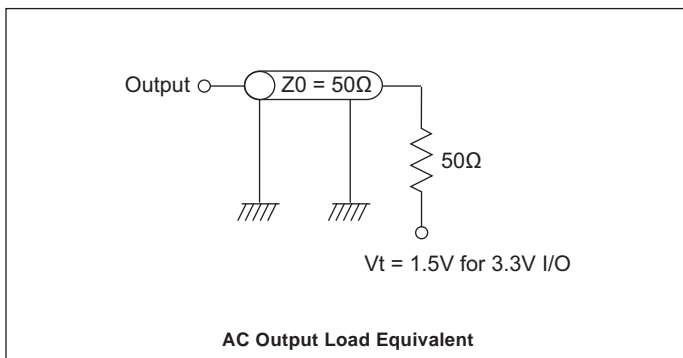 Output
Z0 = 50Ω
50Ω
Vt = 1.5V for 3.3V I/O
AC Output Load Equivalent